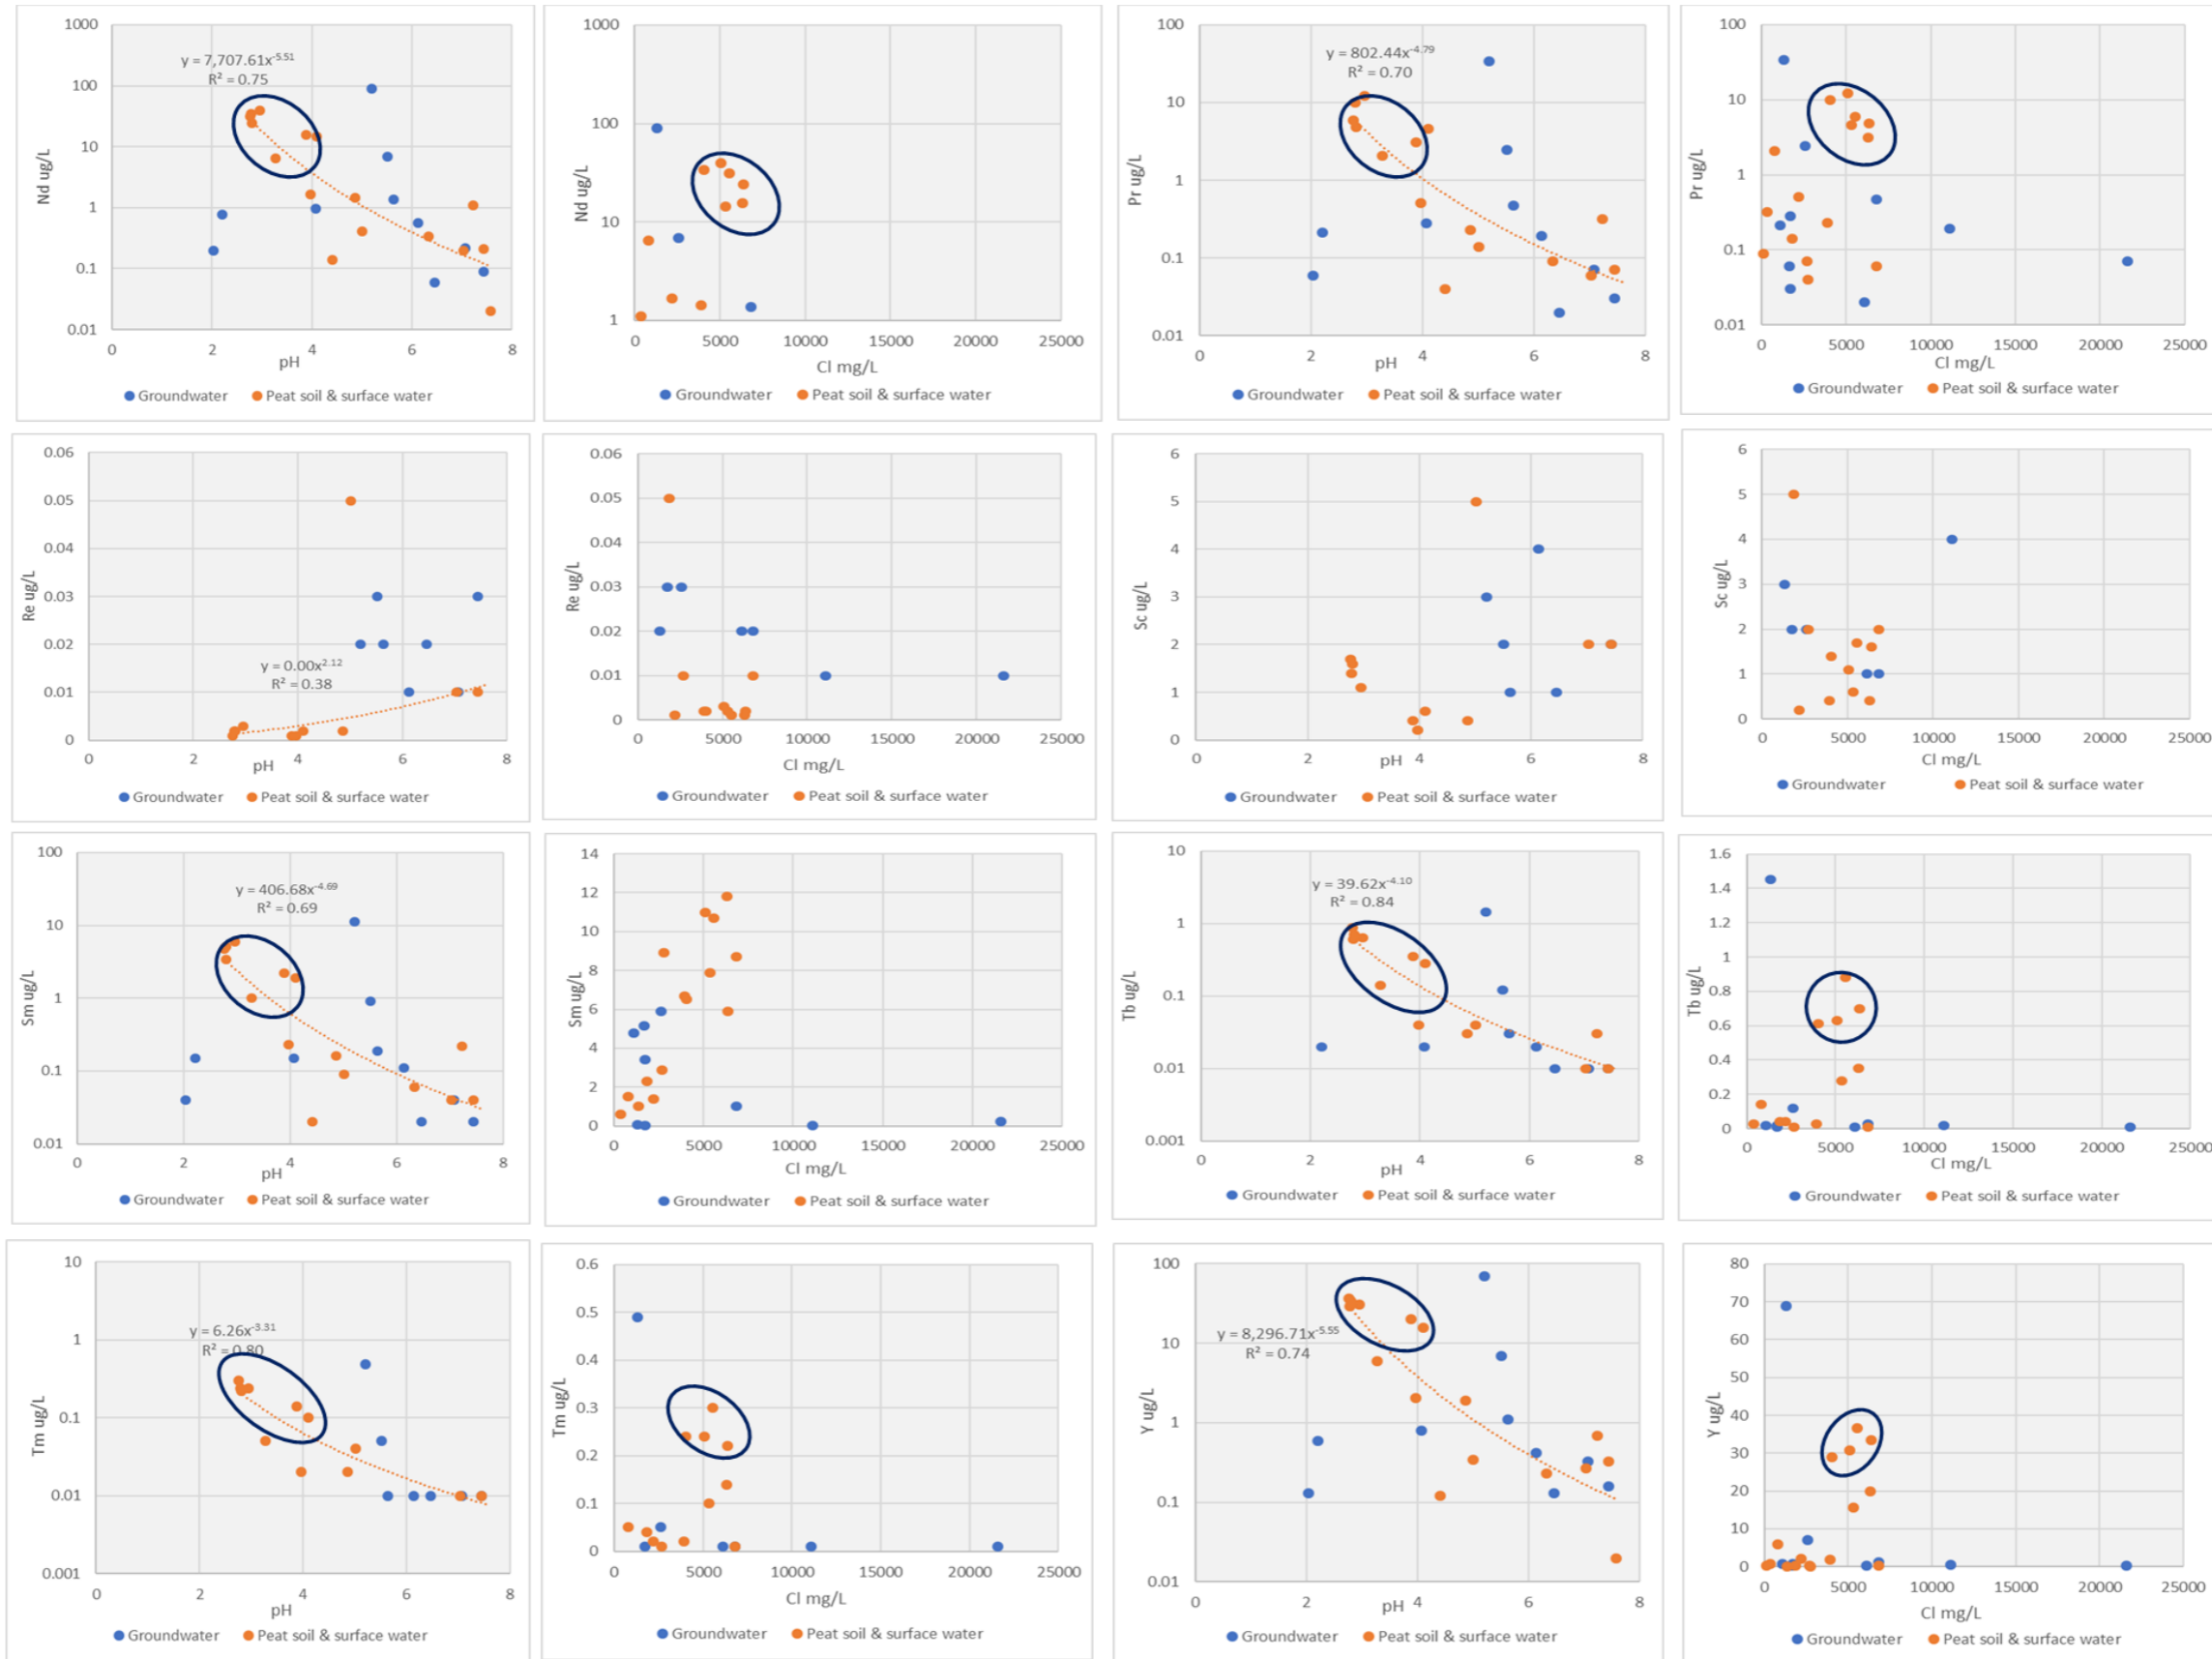 1000
100
10
1
0.1
0.01
Nd ug/L
y = 7,707.61x-5.51
R² = 0.75
0 2 4 6 8
pH
Groundwater Peat soil & surface water
1000
100
10
1
Nd ug/L
0 5000 10000 15000 20000 25000
Cl mg/L
Groundwater Peat soil & surface water
100
10
1
0.1
0.01
Pr ug/L
y = 802.44x-4.79
R² = 0.70
0 2 4 6 8
pH
Groundwater Peat soil & surface water
100
10
1
0.1
0.01
Pr ug/L
0 5000 10000 15000 20000 25000
Cl mg/L
Groundwater Peat soil & surface water
0.06
0.05
0.04
0.03
0.02
0.01
0
Re ug/L
y = 0.00x2.12
R² = 0.38
0 2 4 6 8
pH
Groundwater Peat soil & surface water
0.06
0.05
0.04
0.03
0.02
0.01
0
Re ug/L
0 5000 10000 15000 20000 25000
Cl mg/L
Groundwater Peat soil & surface water
6
5
4
3
2
1
0
Sc ug/L
0 2 4 6 8
pH
Groundwater Peat soil & surface water
6
5
4
3
2
1
0
Sc ug/L
0 5000 10000 15000 20000 25000
Cl mg/L
Groundwater Peat soil & surface water
100
10
1
0.1
0.01
Sm ug/L
y = 406.68x-4.69
R² = 0.69
0 2 4 6 8
pH
Groundwater Peat soil & surface water
14
12
10
8
6
4
2
0
Sm ug/L
0 5000 10000 15000 20000 25000
Cl mg/L
Groundwater Peat soil & surface water
10
1
0.1
0.01
0.001
Tb ug/L
y = 39.62x-4.10
R² = 0.84
0 2 4 6 8
pH
Groundwater Peat soil & surface water
1.6
1.4
1.2
1
0.8
0.6
0.4
0.2
0
Tb ug/L
0 5000 10000 15000 20000 25000
Cl mg/L
Groundwater Peat soil & surface water
10
1
0.1
0.01
0.001
Tm ug/L
y = 6.26x-3.31
R² = 0.80
0 2 4 6 8
pH
Groundwater Peat soil & surface water
0.6
0.5
0.4
0.3
0.2
0.1
0
Tm ug/L
0 5000 10000 15000 20000 25000
Cl mg/L
Groundwater Peat soil & surface water
100
10
1
0.1
0.01
Y ug/L
y = 8,296.71x-5.55
R² = 0.74
0 2 4 6 8
pH
Groundwater Peat soil & surface water
80
70
60
50
40
30
20
10
0
Y ug/L
0 5000 10000 15000 20000 25000
Cl mg/L
Groundwater Peat soil & surface water